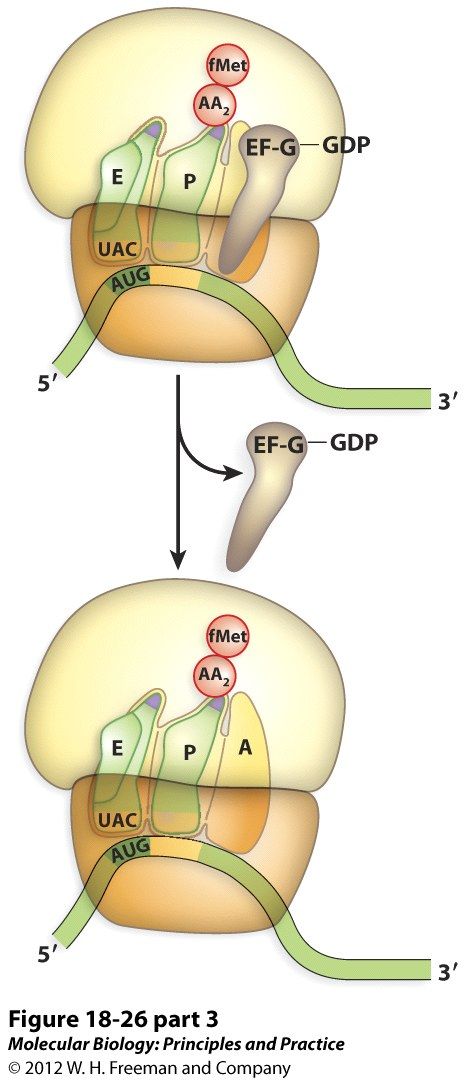 fMet
AA2
EF-G—GDP
E
P
UAC
AUG
5′
3′
EF-G—GDP
fMet
AA2
E
P
A
UAC
AUG
5′
3′
Figure 18-26 part 3
Molecular Biology: Principles and Practice
© 2012 W. H. Freeman and Company